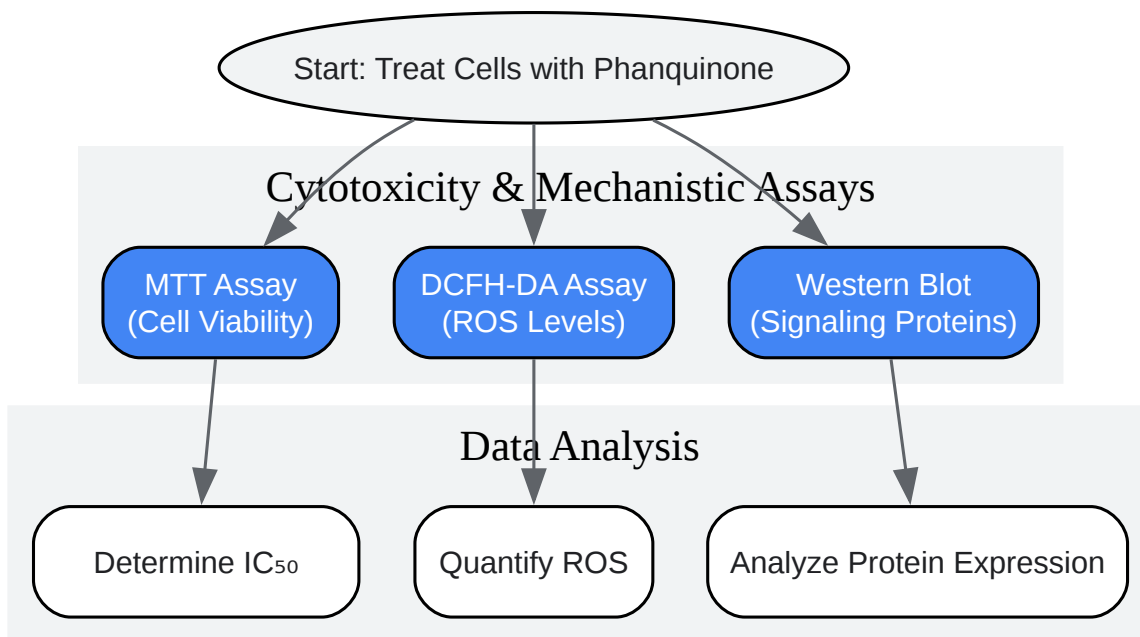 Start: Treat Cells with Phanquinone
Cytotoxicity & Mechanistic Assays
MTT Assay
(Cell Viability)
DCFH-DA Assay
(ROS Levels)
Western Blot
(Signaling Proteins)
Data Analysis
Determine IC₅₀
Quantify ROS
Analyze Protein Expression